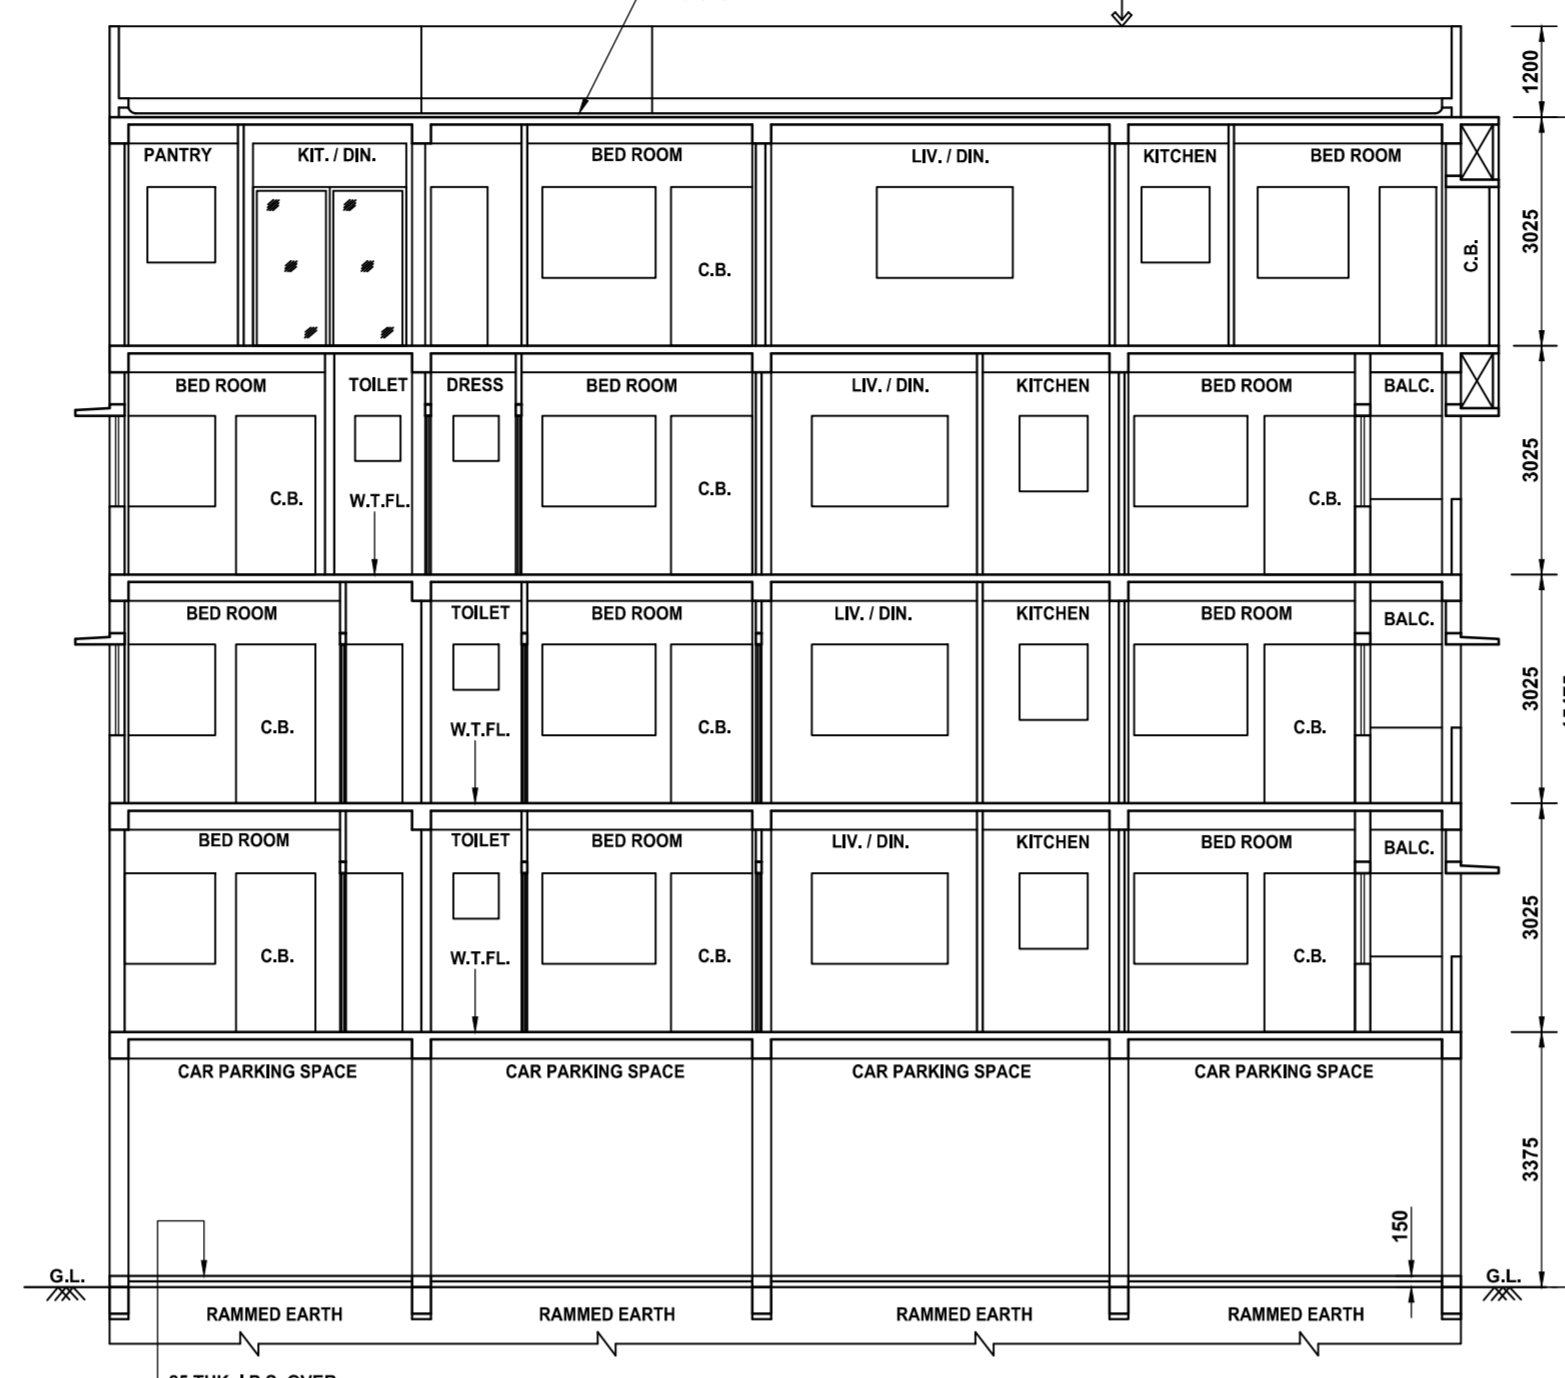 1200
PANTRY KIT. / DIN. BED ROOM LIV. / DIN. KITCHEN BED ROOM
C.B. C.B. 3025
BED ROOM TOILET DRESS BED ROOM LIV. / DIN. KITCHEN BED ROOM BALC.
C.B. W.T.FL. C.B. C.B. 3025
BED ROOM TOILET BED ROOM LIV. / DIN. KITCHEN BED ROOM BALC.
C.B. W.T.FL. C.B. C.B. 3025
BED ROOM TOILET BED ROOM LIV. / DIN. KITCHEN BED ROOM BALC.
C.B. W.T.FL. C.B. C.B. 3025
CAR PARKING SPACE CAR PARKING SPACE CAR PARKING SPACE CAR PARKING SPACE
3375
150
G.L. G.L.
RAMMED EARTH RAMMED EARTH RAMMED EARTH RAMMED EARTH